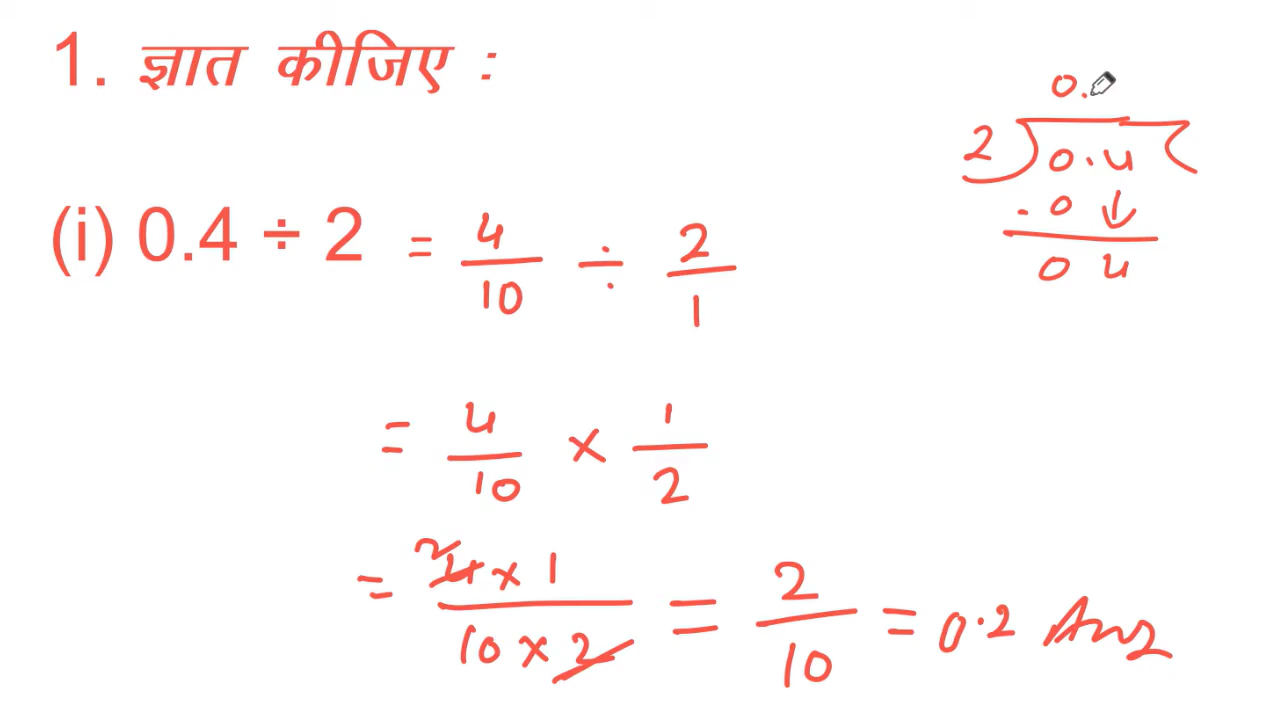 1. ज्ञात कीजिए :
(i) 0.4 ÷ 2 = 4/10 ÷ 2/1
= 4/10 × 1/2
= 2 4 × 1 / 10 × 2 = 2/10 = 0.2 Ans
0.
2 ) 0.4 (
- 0 ↓
0 4